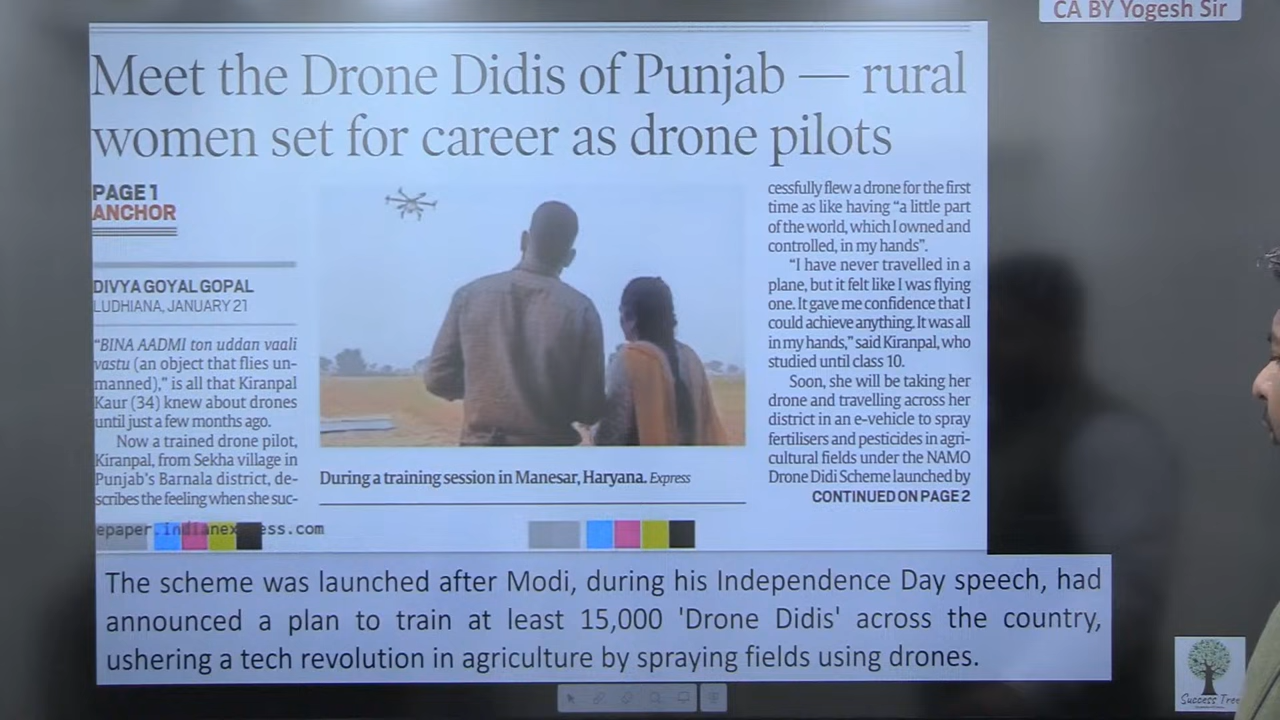 CA BY Yogesh Sir
Meet the Drone Didis of Punjab — rural
women set for career as drone pilots
PAGE 1
ANCHOR
DIVYA GOYAL GOPAL
LUDHIANA, JANUARY 21
“BINA AADMI ton uddan vaali
vastu (an object that flies un-
manned),” is all that Kiranpal
Kaur (34) knew about drones
until just a few months ago.
Now a trained drone pilot,
Kiranpal, from Sekha village in
Punjab's Barnala district, de-
scribes the feeling when she suc-
During a training session in Manesar, Haryana. Express
cessfully flew a drone for the first
time as like having “a little part
of the world, which I owned and
controlled, in my hands”.
“I have never travelled in a
plane, but it felt like I was flying
one. It gave me confidence that I
could achieve anything. It was all
in my hands,” said Kiranpal, who
studied until class 10.
Soon, she will be taking her
drone and travelling across her
district in an e-vehicle to spray
fertilisers and pesticides in agri-
cultural fields under the NAMO
Drone Didi Scheme launched by
CONTINUED ON PAGE 2
epaper.indianexpress.com
The scheme was launched after Modi, during his Independence Day speech, had
announced a plan to train at least 15,000 'Drone Didis' across the country,
ushering a tech revolution in agriculture by spraying fields using drones.
Success Tree